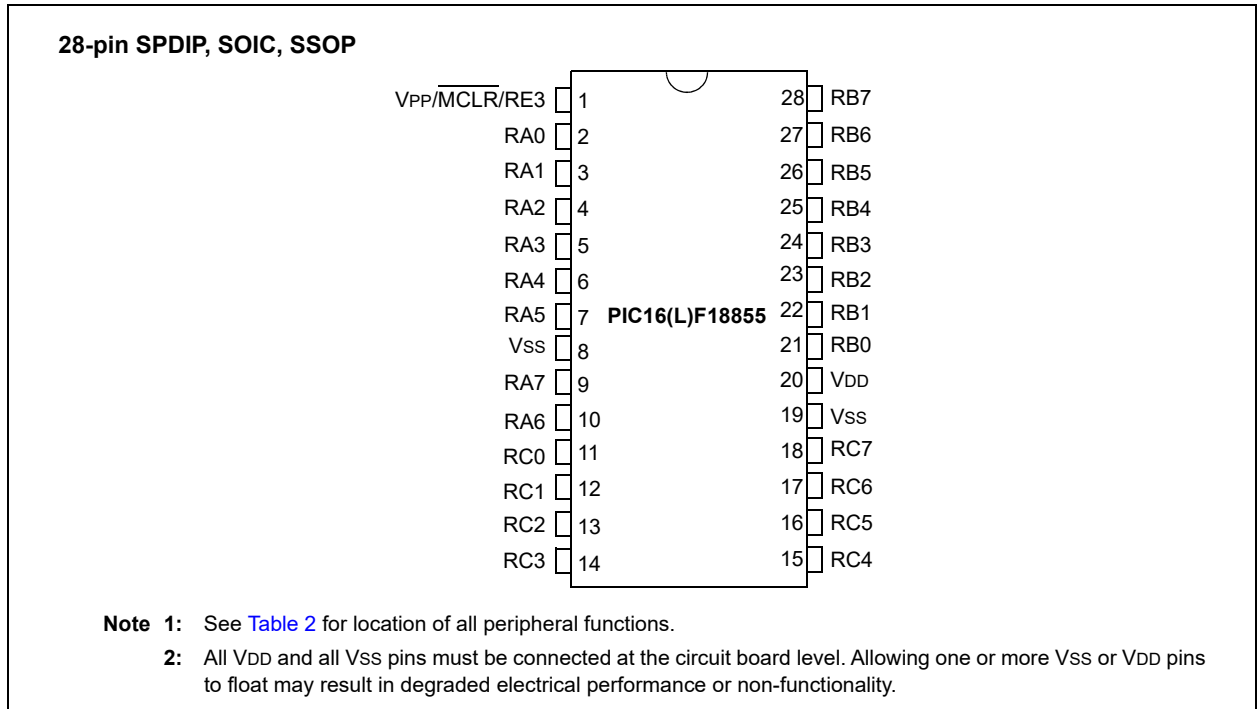 28-pin SPDIP, SOIC, SSOP
VPP/MCLR/RE3 1 28 RB7
RA0 2 27 RB6
RA1 3 26 RB5
RA2 4 25 RB4
RA3 5 24 RB3
RA4 6 23 RB2
RA5 7 PIC16(L)F18855 22 RB1
VSS 8 21 RB0
RA7 9 20 VDD
RA6 10 19 VSS
RC0 11 18 RC7
RC1 12 17 RC6
RC2 13 16 RC5
RC3 14 15 RC4
Note 1: See Table 2 for location of all peripheral functions.
2: All VDD and all VSS pins must be connected at the circuit board level. Allowing one or more VSS or VDD pins
to float may result in degraded electrical performance or non-functionality.